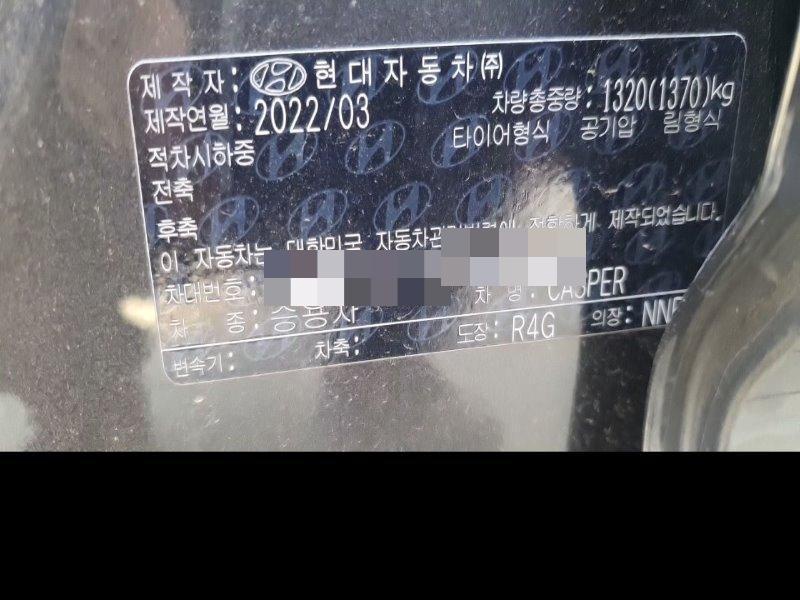 제작자: 현대자동차㈜
제작연월: 2022/03 차량총중량: 1320(1370)kg
적차시하중 타이어형식 공기압 림형식
전축
후축
이 자동차는 대한민국 제작되었습니다.
차대번호: 차 명: CASPER
차 종: 승용차 도장: R4G 의장:
변속기: 차축: